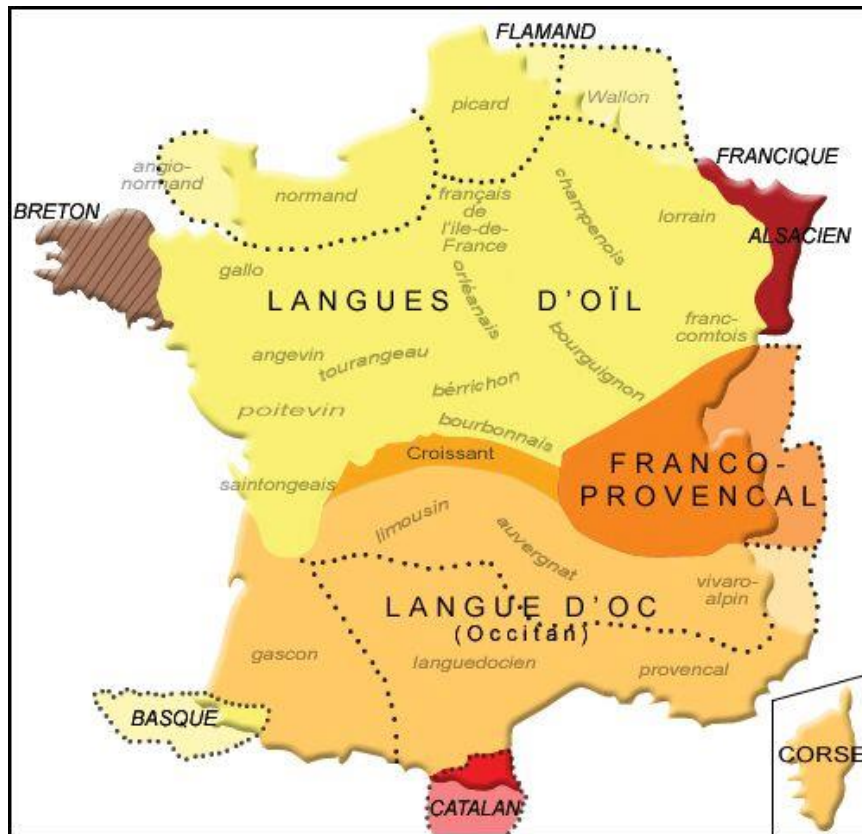 FLAMAND
picard
Wallon
anglo-
normand
normand
FRANCIQUE
BRETON
français
de
l'ile-de-
France
champenois
lorrain
ALSACIEN
gallo
orléanais
LANGUES D'OÏL
franc-
comtois
angevin
tourangeau
bourguignon
bérrichon
poitevin
bourbonnais
Croissant
FRANCO-
PROVENCAL
saintongeais
limousin
auvergnat
vivaro-
alpin
LANGUE D'OC
(Occitan)
gascon
languedocien
provencal
BASQUE
CORSE
CATALAN